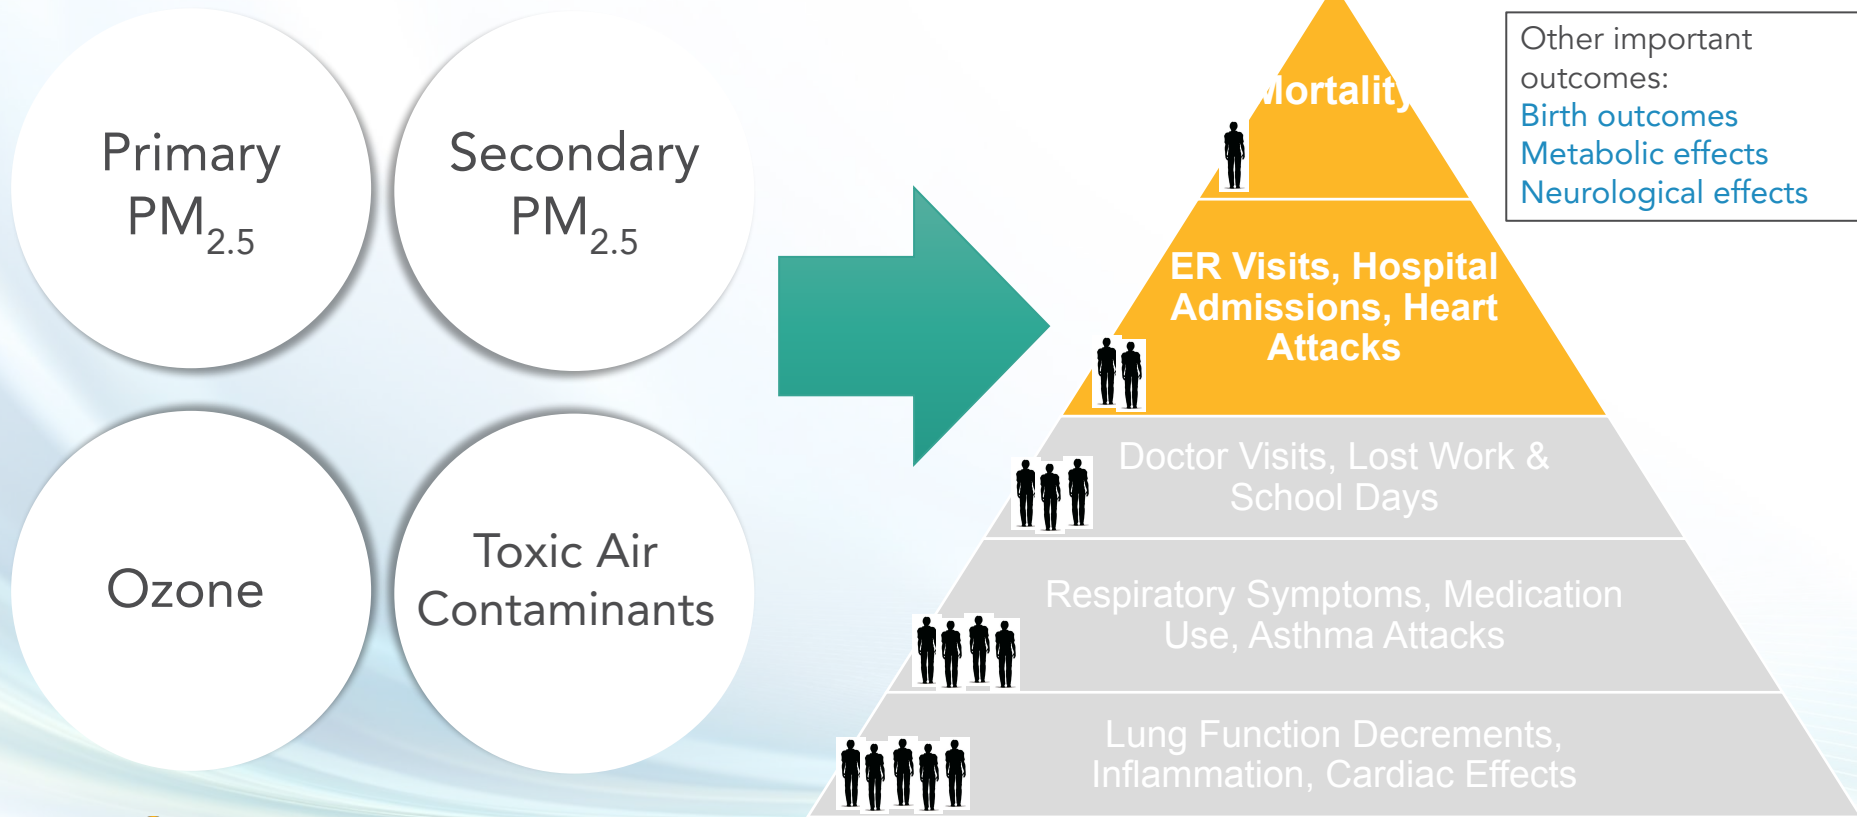 Primary
PM2.5
Secondary
PM2.5
Ozone
Toxic Air
Contaminants
Mortality
ER Visits, Hospital
Admissions, Heart
Attacks
Doctor Visits, Lost Work &
School Days
Respiratory Symptoms, Medication
Use, Asthma Attacks
Lung Function Decrements,
Inflammation, Cardiac Effects
Other important
outcomes:
Birth outcomes
Metabolic effects
Neurological effects